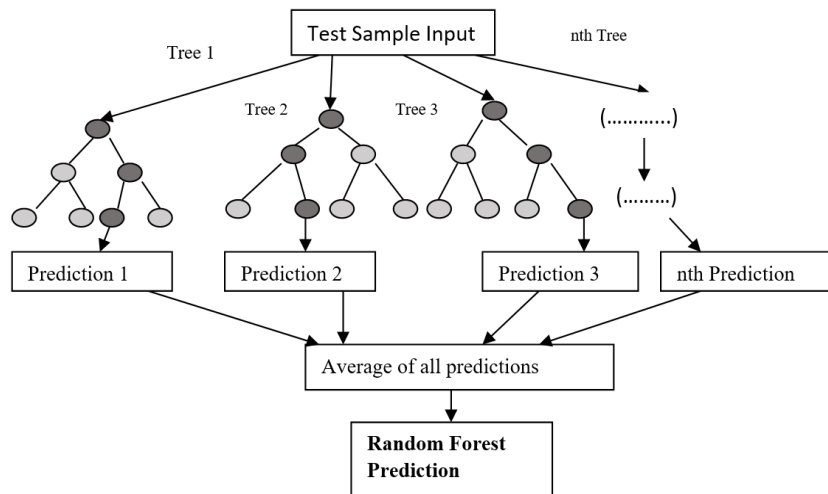 Test Sample Input
Tree 1
nth Tree
Tree 2
Tree 3
(............)
(.........)
Prediction 1
Prediction 2
Prediction 3
nth Prediction
Average of all predictions
Random Forest
Prediction